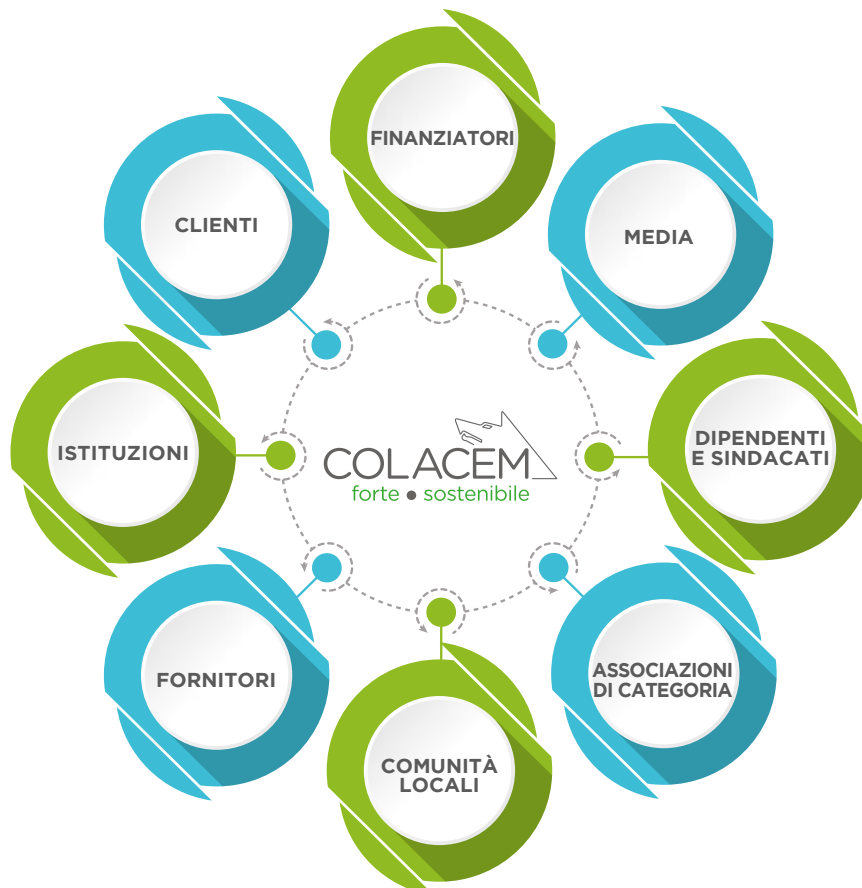 FINANZIATORI
CLIENTI
MEDIA
ISTITUZIONI
COLACEM
forte ● sostenibile
DIPENDENTI
E SINDACATI
FORNITORI
ASSOCIAZIONI
DI CATEGORIA
COMUNITÀ
LOCALI